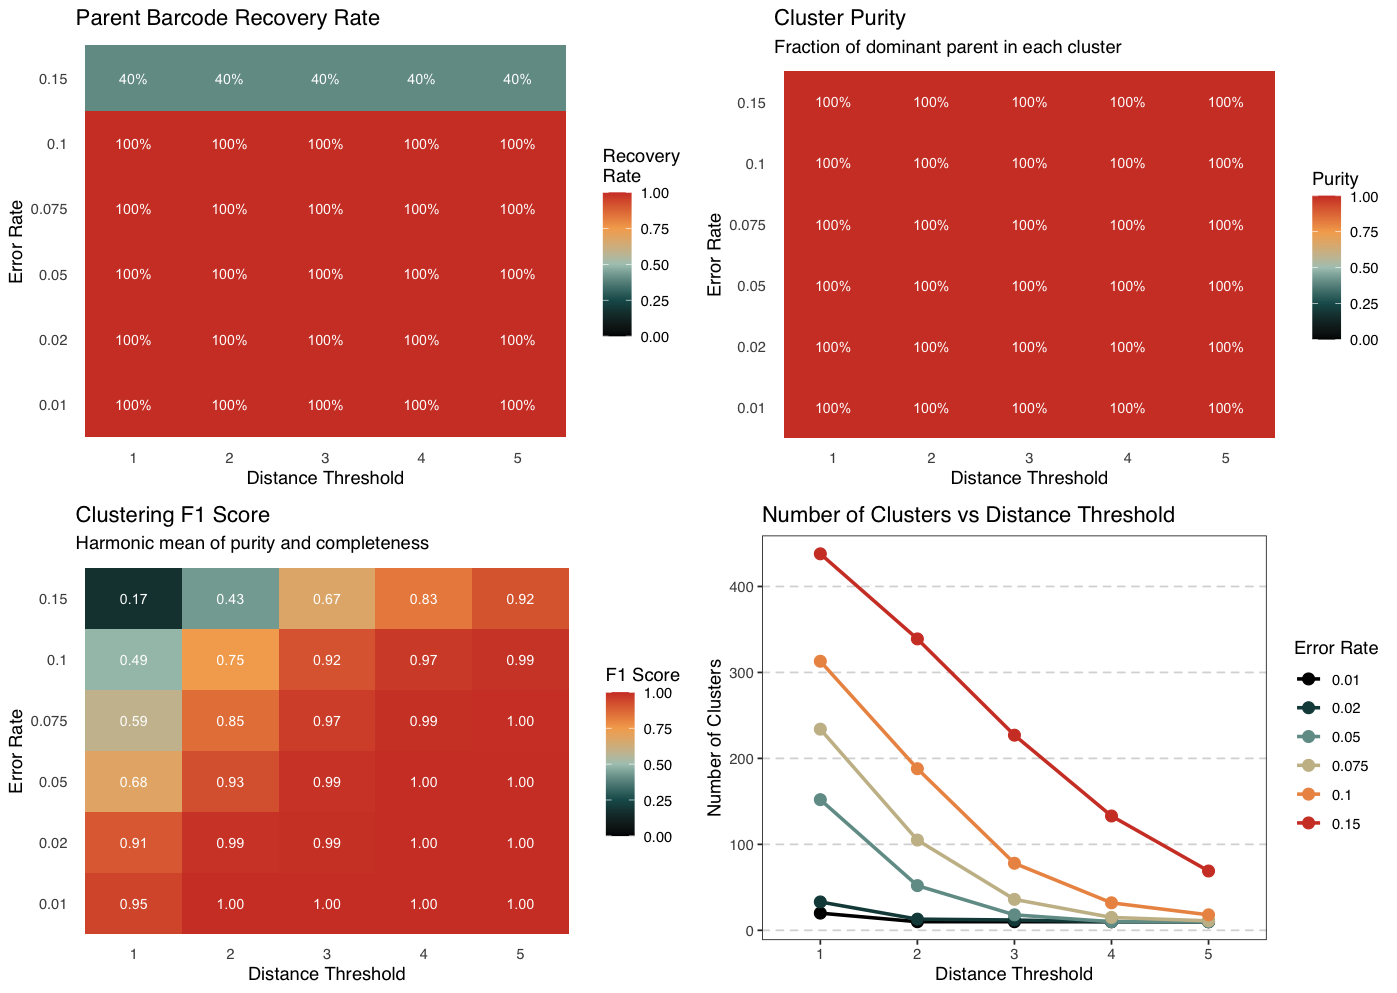 Parent Barcode Recovery Rate
0.15 40% 40% 40% 40% 40%
0.1 100% 100% 100% 100% 100%
0.075 100% 100% 100% 100% 100%
0.05 100% 100% 100% 100% 100%
0.02 100% 100% 100% 100% 100%
0.01 100% 100% 100% 100% 100%
1 2 3 4 5
Distance Threshold
Error Rate
Recovery
Rate
1.00
0.75
0.50
0.25
0.00
Cluster Purity
Fraction of dominant parent in each cluster
0.15 100% 100% 100% 100% 100%
0.1 100% 100% 100% 100% 100%
0.075 100% 100% 100% 100% 100%
0.05 100% 100% 100% 100% 100%
0.02 100% 100% 100% 100% 100%
0.01 100% 100% 100% 100% 100%
1 2 3 4 5
Distance Threshold
Error Rate
Purity
1.00
0.75
0.50
0.25
0.00
Clustering F1 Score
Harmonic mean of purity and completeness
0.15 0.17 0.43 0.67 0.83 0.92
0.1 0.49 0.75 0.92 0.97 0.99
0.075 0.59 0.85 0.97 0.99 1.00
0.05 0.68 0.93 0.99 1.00 1.00
0.02 0.91 0.99 0.99 1.00 1.00
0.01 0.95 1.00 1.00 1.00 1.00
1 2 3 4 5
Distance Threshold
Error Rate
F1 Score
1.00
0.75
0.50
0.25
0.00
Number of Clusters vs Distance Threshold
400
300
200
100
0
1 2 3 4 5
Distance Threshold
Number of Clusters
Error Rate
0.01
0.02
0.05
0.075
0.1
0.15